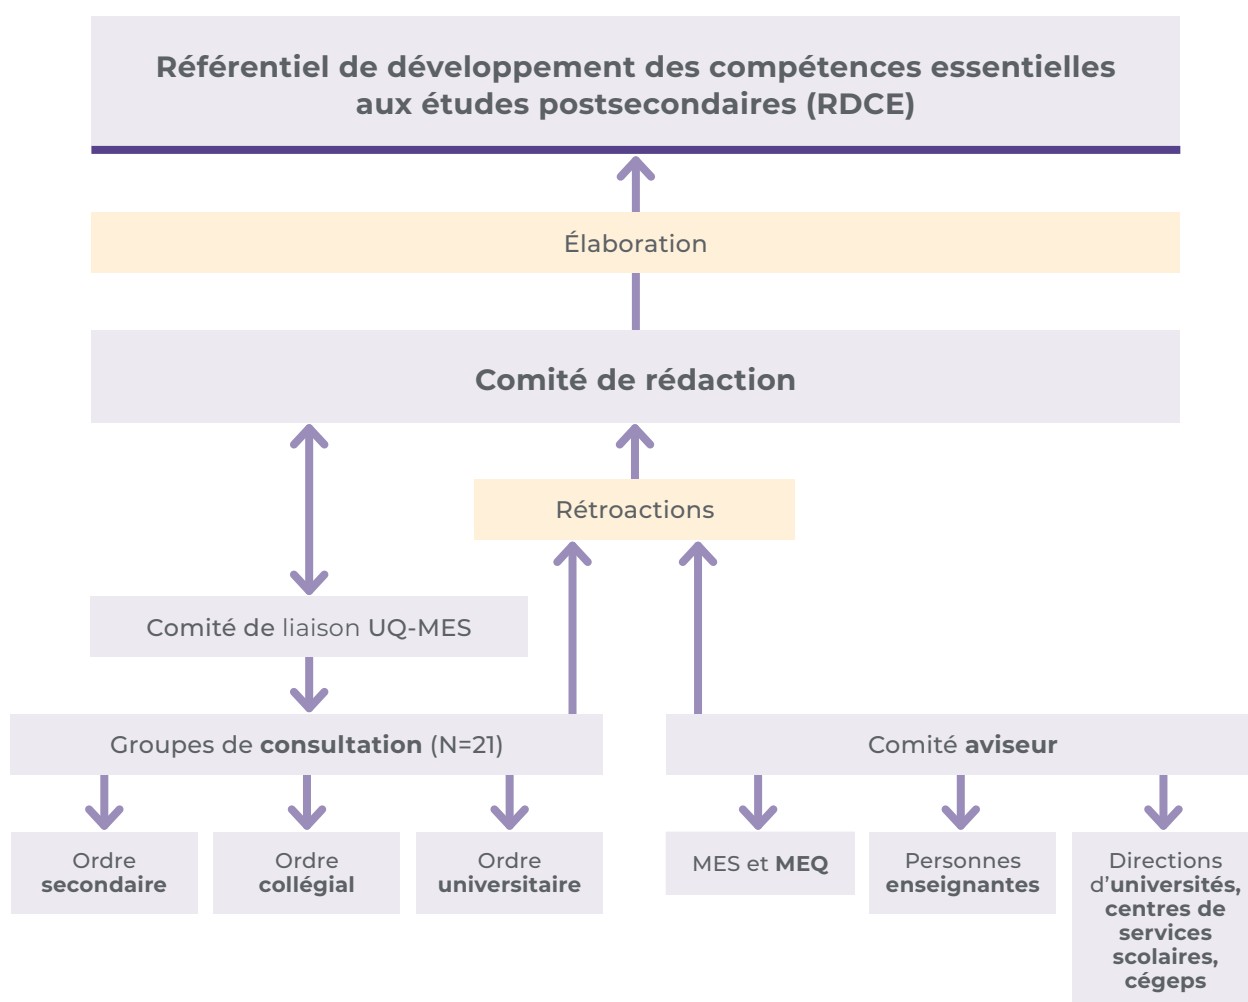 Référentiel de développement des compétences essentielles
aux études postsecondaires (RDCE)
Élaboration
Comité de rédaction
Rétroactions
Comité de liaison UQ-MES
Groupes de consultation (N=21)
Comité aviseur
Ordre
secondaire
Ordre
collégial
Ordre
universitaire
MES et MEQ
Personnes
enseignantes
Directions
d'universités,
centres de
services
scolaires,
cégeps